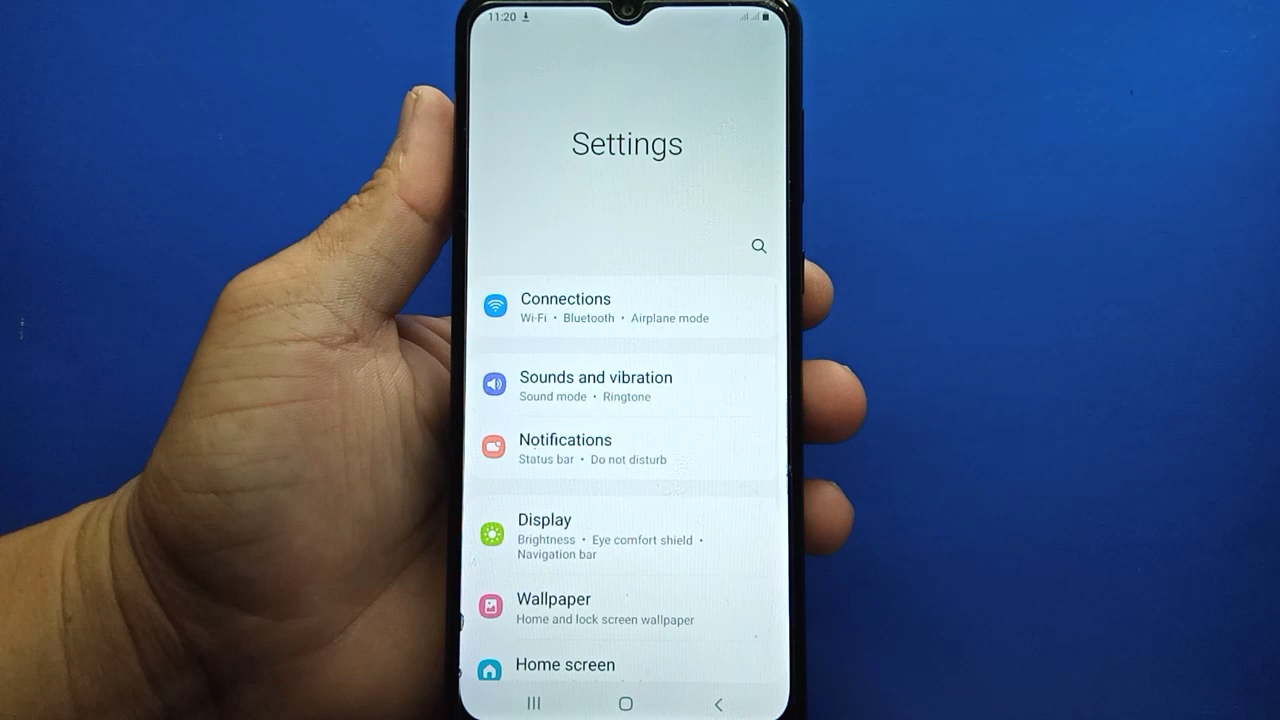 11:20
Settings
Connections
Wi-Fi • Bluetooth • Airplane mode
Sounds and vibration
Sound mode • Ringtone
Notifications
Status bar • Do not disturb
Display
Brightness • Eye comfort shield •
Navigation bar
Wallpaper
Home and lock screen wallpaper
Home screen